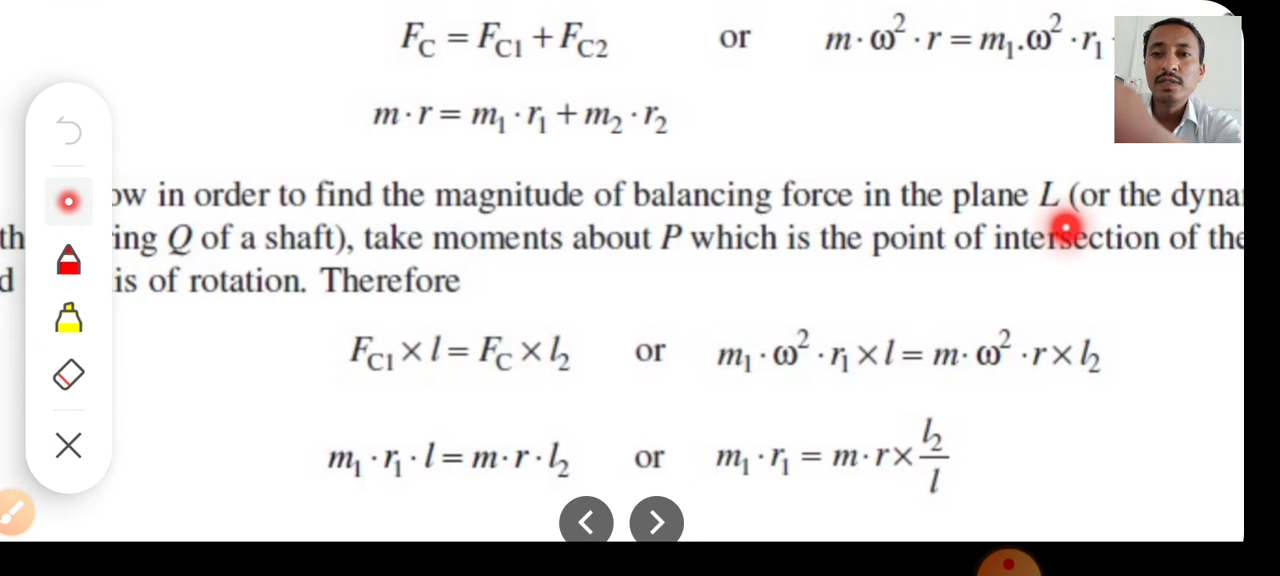 F_C = F_C1 + F_C2 or m · ω² · r = m₁.ω² · r₁
m · r = m₁ · r₁ + m₂ · r₂
ow in order to find the magnitude of balancing force in the plane L (or the dyna
th ing Q of a shaft), take moments about P which is the point of intersection of the
d is of rotation. Therefore
F_C1 × l = F_C × l₂ or m₁ · ω² · r₁ × l = m · ω² · r × l₂
m₁ · r₁ · l = m · r · l₂ or m₁ · r₁ = m · r × l₂/l